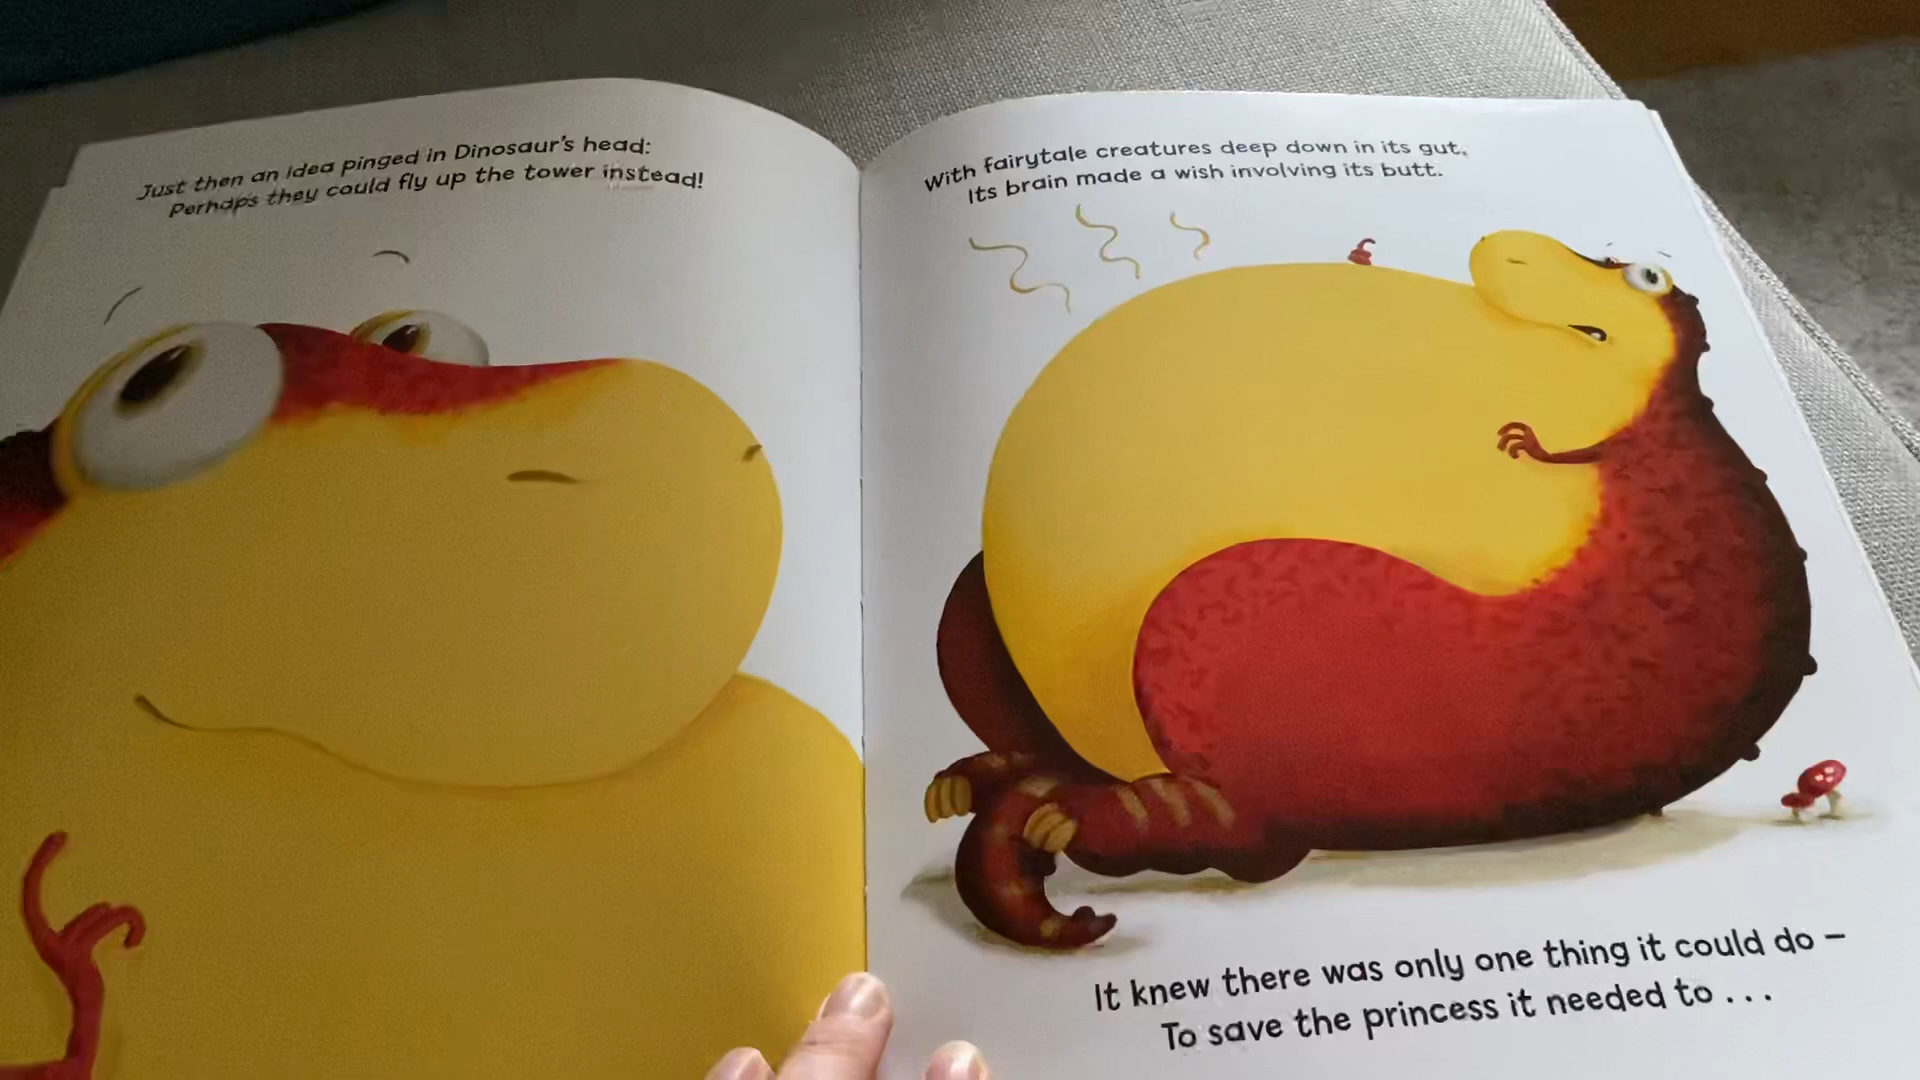 Just then an idea pinged in Dinosaur's head:
Perhaps they could fly up the tower instead!
With fairytale creatures deep down in its gut,
Its brain made a wish involving its butt.
It knew there was only one thing it could do –
To save the princess it needed to . . .